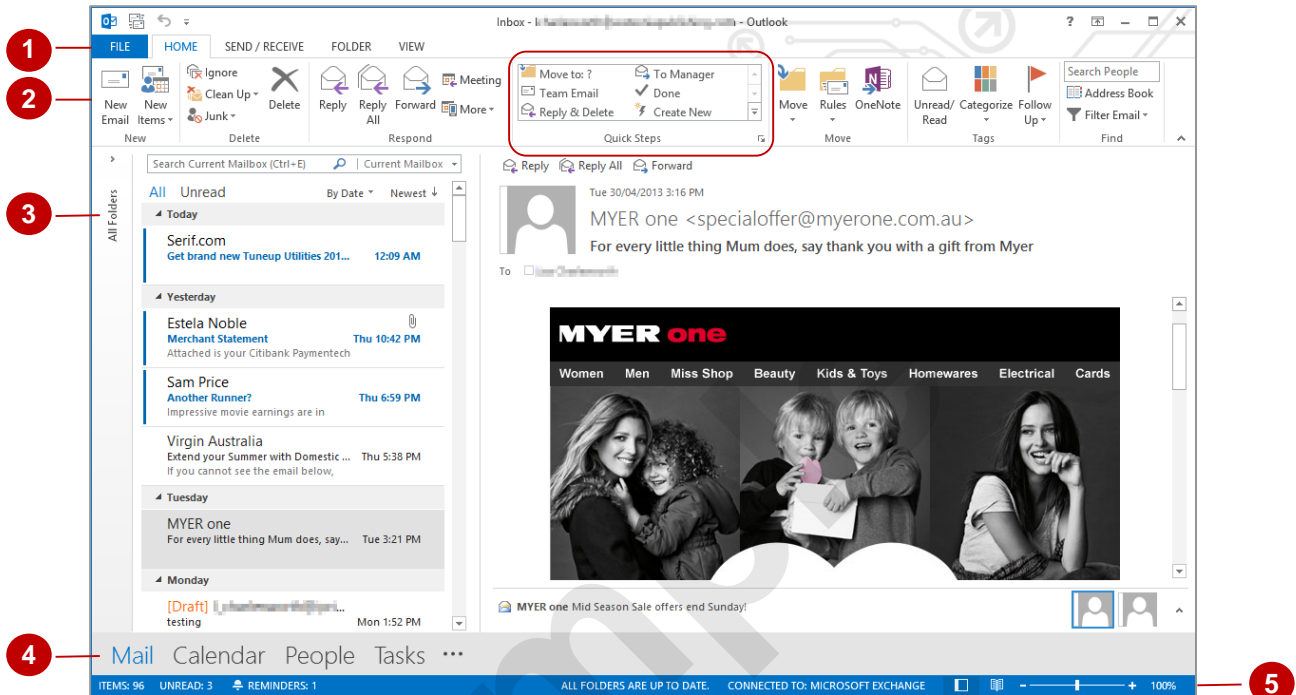 Inbox - - Outlook
?
1
FILE HOME SEND / RECEIVE FOLDER VIEW
2
New Email
New Items
New
Ignore
Clean Up
Junk
Delete
Delete
Reply
Reply All
Forward
Meeting
More
Respond
Move to: ?
Team Email
Reply & Delete
To Manager
Done
Create New
Quick Steps
Move
Rules
OneNote
Move
Unread/ Read
Categorize
Follow Up
Tags
Search People
Address Book
Filter Email
Find
3
All Folders
Search Current Mailbox (Ctrl+E) Current Mailbox
All Unread By Date Newest
Today
Serif.com
Get brand new Tuneup Utilities 201... 12:09 AM
Yesterday
Estela Noble
Merchant Statement Thu 10:42 PM
Attached is your Citibank Paymentech
Sam Price
Another Runner? Thu 6:59 PM
Impressive movie earnings are in
Virgin Australia
Extend your Summer with Domestic ... Thu 5:38 PM
If you cannot see the email below,
Tuesday
MYER one
For every little thing Mum does, say... Tue 3:21 PM
Monday
[Draft] ...
testing Mon 1:52 PM
Reply Reply All Forward
Tue 30/04/2013 3:16 PM
MYER one <specialoffer@myerone.com.au>
For every little thing Mum does, say thank you with a gift from Myer
To
MYER one
Women Men Miss Shop Beauty Kids & Toys Homewares Electrical Cards
MYER one Mid Season Sale offers end Sunday!
4
Mail Calendar People Tasks ...
ITEMS: 96 UNREAD: 3 REMINDERS: 1 ALL FOLDERS ARE UP TO DATE. CONNECTED TO: MICROSOFT EXCHANGE 100%
5